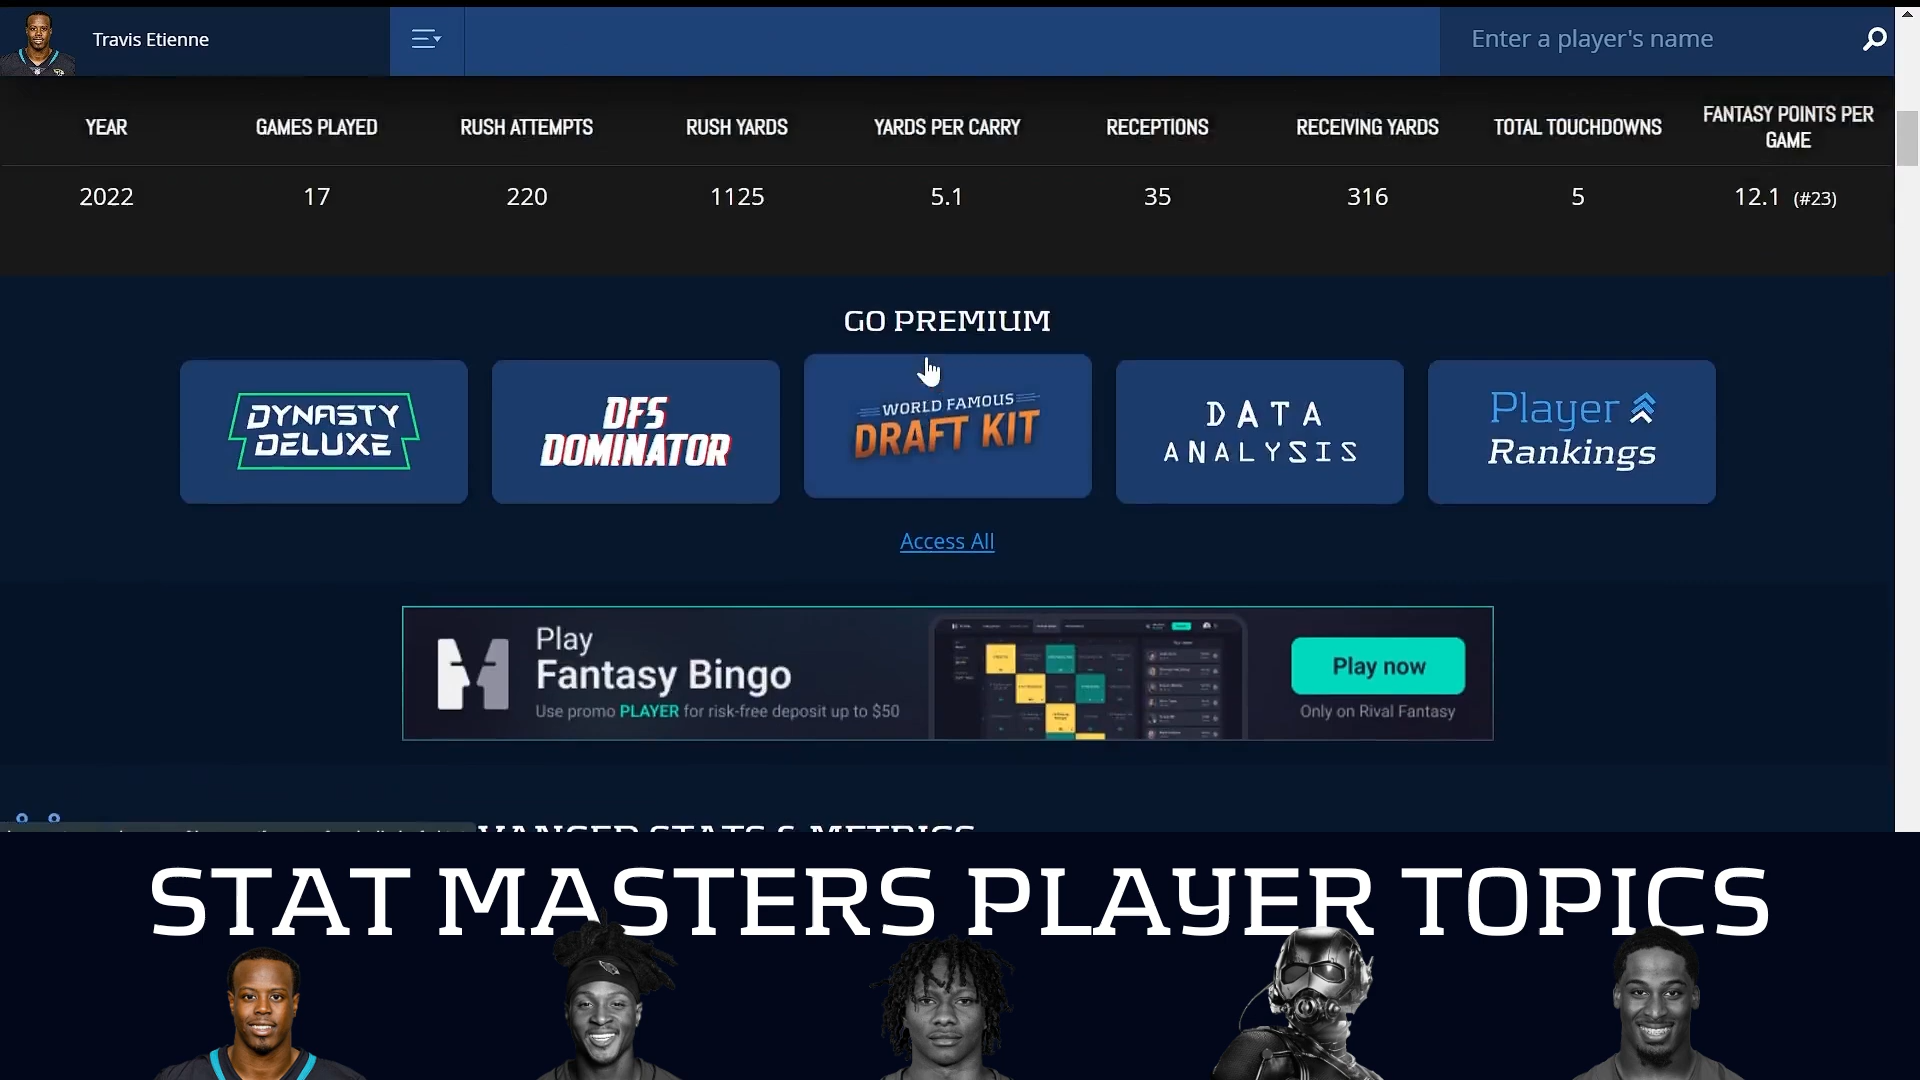 Travis Etienne
Enter a player's name
YEAR GAMES PLAYED RUSH ATTEMPTS RUSH YARDS YARDS PER CARRY RECEPTIONS RECEIVING YARDS TOTAL TOUCHDOWNS FANTASY POINTS PER GAME
2022 17 220 1125 5.1 35 316 5 12.1 (#23)
GO PREMIUM
DYNASTY
DELUXE
DFS
DOMINATOR
WORLD FAMOUS
DRAFT KIT
DATA
ANALYSIS
Player
Rankings
Access All
Play
Fantasy Bingo
Use promo PLAYER for risk-free deposit up to $50
Play now
Only on Rival Fantasy
STATS & METRICS
STAT MASTERS PLAYER TOPICS